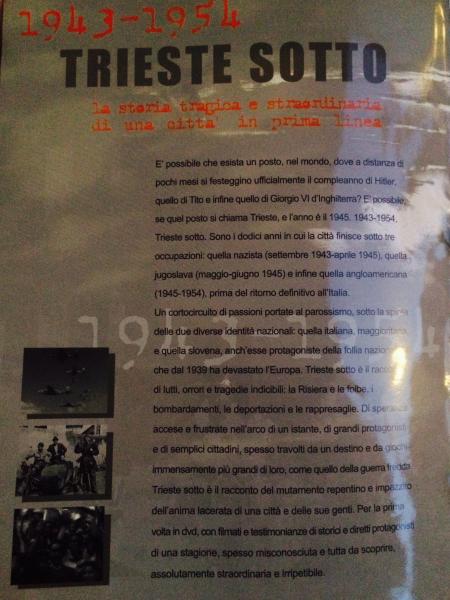 1943-1954
TRIESTE SOTTO
la storia tragica e straordinaria
di una citta' in prima linea
E' possibile che esista un posto, nel mondo, dove a distanza di
pochi mesi si festeggino ufficialmente il compleanno di Hitler,
quello di Tito e infine quello di Giorgio VI d'Inghilterra? E' possibile,
se quel posto si chiama Trieste, e l'anno è il 1945. 1943-1954,
Trieste sotto. Sono i dodici anni in cui la città finisce sotto tre
occupazioni: quella nazista (settembre 1943-aprile 1945), quella
jugoslava (maggio-giugno 1945) e infine quella angloamericana
(1945-1954), prima del ritorno definitivo all'Italia.
Un cortocircuito di passioni portate al parossismo, sotto la spinta
1943-1954
delle due diverse identità nazionali: quella italiana, maggioritaria,
e quella slovena, anch'esse protagoniste della follia
che dal 1939 ha devastato l'Europa. Trieste sotto è il racconto
di lutti, orrori e tragedie indicibili: la Risiera e le foibe, i
bombardamenti, le deportazioni e le rappresaglie. Di speranze
accese e frustrate nell'arco di un istante, di grandi protagonisti
e di semplici cittadini, spesso travolti da un destino e da giochi
immensamente più grandi di loro, come quello della guerra fredda.
Trieste sotto è il racconto del mutamento repentino e impazzito
dell'anima lacerata di una città e delle sue genti. Per la prima
volta in dvd, con filmati e testimonianze di storici e diretti protagonisti
di una stagione, spesso misconosciuta e tutta da scoprire,
assolutamente straordinaria e irripetibile.